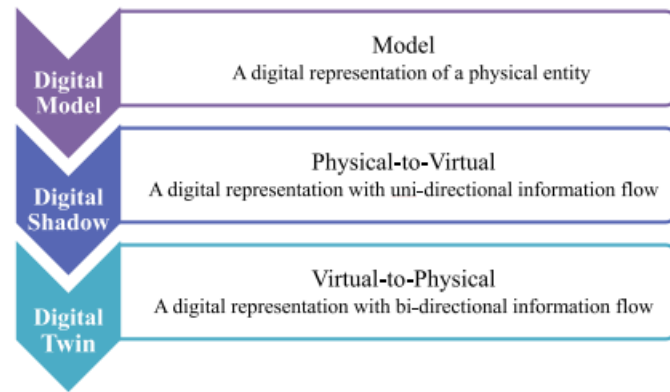 Digital
Model
Model
A digital representation of a physical entity
Digital
Shadow
Physical-to-Virtual
A digital representation with uni-directional information flow
Digital
Twin
Virtual-to-Physical
A digital representation with bi-directional information flow